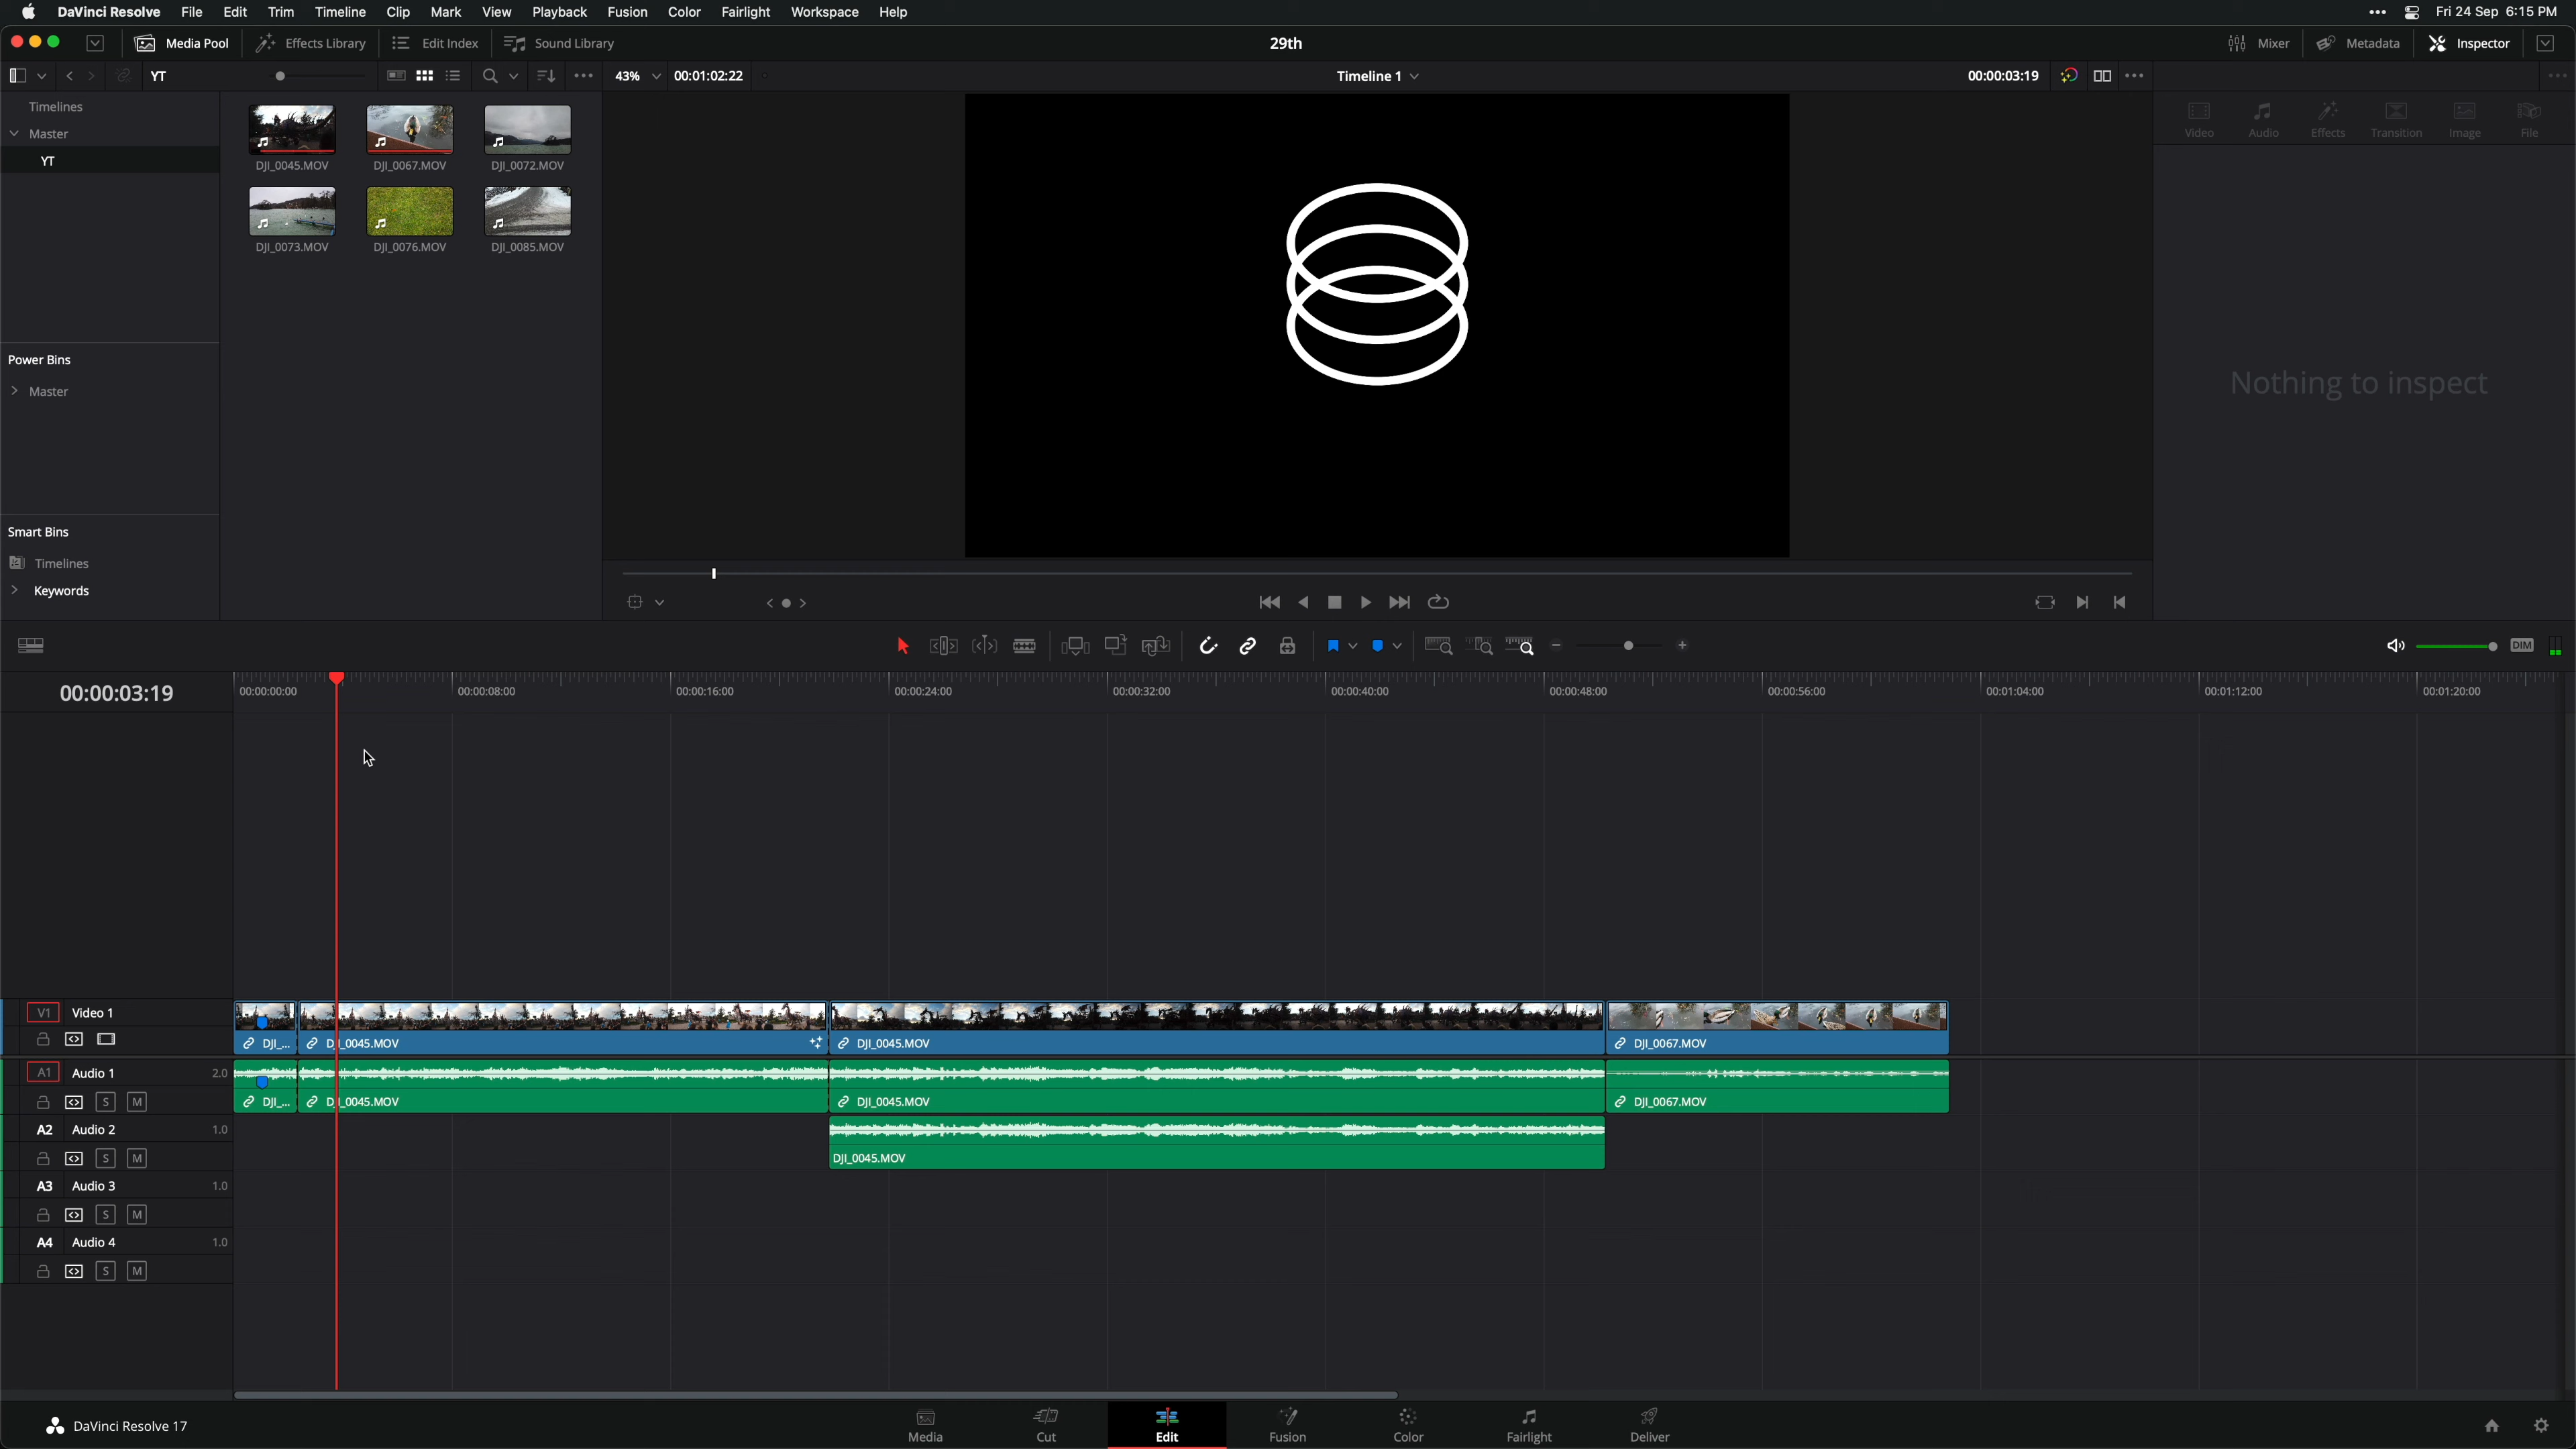 DaVinci Resolve File Edit Trim Timeline Clip Mark View Playback Fusion Color Fairlight Workspace Help Fri 24 Sep 6:15 PM
Media Pool Effects Library Edit Index Sound Library 29th Mixer Metadata Inspector
YT 43% 00:01:02:22 Timeline 1 00:00:03:19
Timelines
Master
YT
DJI_0045.MOV DJI_0067.MOV DJI_0072.MOV
DJI_0073.MOV DJI_0076.MOV DJI_0085.MOV
Power Bins
Master
Smart Bins
Timelines
Keywords
Video Audio Effects Transition Image File
Nothing to inspect
DIM
00:00:03:19
00:00:00:00 00:00:08:00 00:00:16:00 00:00:24:00 00:00:32:00 00:00:40:00 00:00:48:00 00:00:56:00 00:01:04:00 00:01:12:00 00:01:20:00
V1 Video 1
DJI_... DJI_0045.MOV DJI_0045.MOV DJI_0067.MOV
A1 Audio 1 2.0
S M DJI_... DJI_0045.MOV DJI_0045.MOV DJI_0067.MOV
A2 Audio 2 1.0
S M DJI_0045.MOV
A3 Audio 3 1.0
S M
A4 Audio 4 1.0
S M
DaVinci Resolve 17 Media Cut Edit Fusion Color Fairlight Deliver